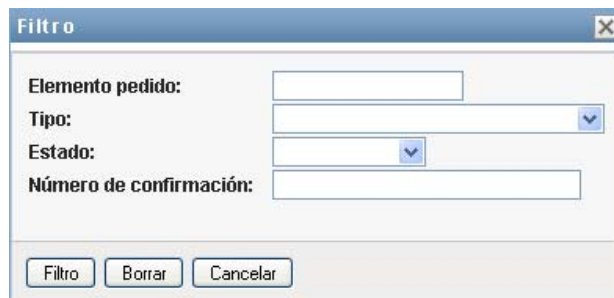 Filtro
Elemento pedido:
Tipo:
Estado:
Número de confirmación:
Filtro Borrar Cancelar